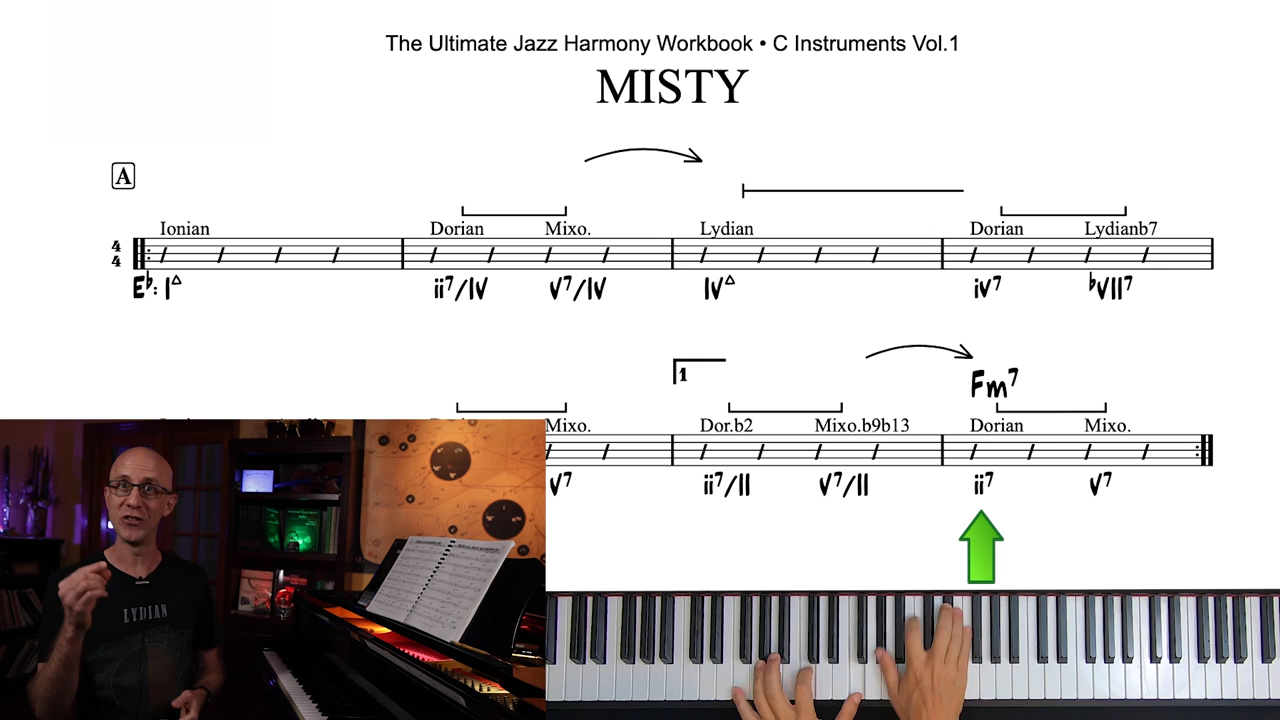 The Ultimate Jazz Harmony Workbook • C Instruments Vol.1
MISTY
A
Ionian Dorian Mixo. Lydian Dorian Lydianb7
4
4
E♭: I△ ii7/IV V7/IV IV△ iv7 ♭VII7
1
Fm7
Mixo. Dor.b2 Mixo.b9b13 Dorian Mixo.
V7 ii7/II V7/II ii7 V7
LYDIAN